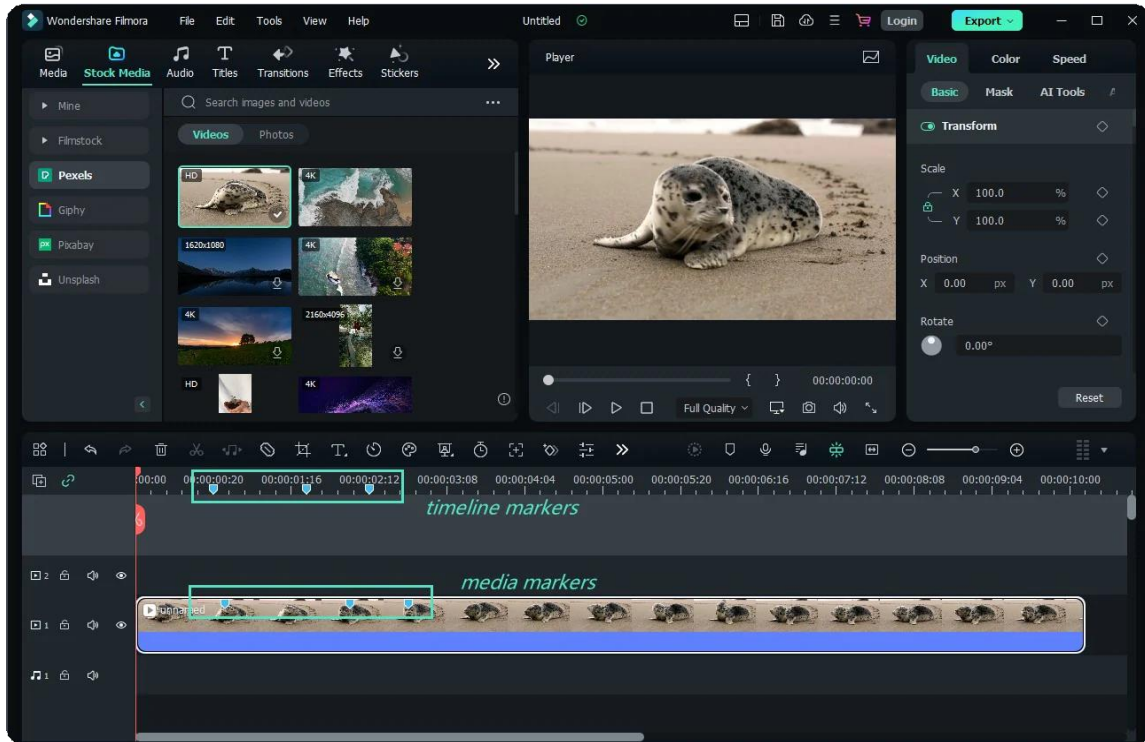 Wondershare Filmora File Edit Tools View Help Untitled Login Export
Media Stock Media Audio Titles Transitions Effects Stickers
Mine
Filmstock
Pexels
Giphy
Pixabay
Unsplash
Search images and videos
Videos Photos
HD 4K
1620x1080 4K
4K 2160x4096
HD 4K
Player
00:00:00:00
Full Quality
Video Color Speed
Basic Mask AI Tools
Transform
Scale
X 100.0 %
Y 100.0 %
Position
X 0.00 px Y 0.00 px
Rotate
0.00°
Reset
:00:00 00:00:00:20 00:00:01:16 00:00:02:12 00:00:03:08 00:00:04:04 00:00:05:00 00:00:05:20 00:00:06:16 00:00:07:12 00:00:08:08 00:00:09:04 00:00:10:00
timeline markers
2
media markers
unnamed
1
1